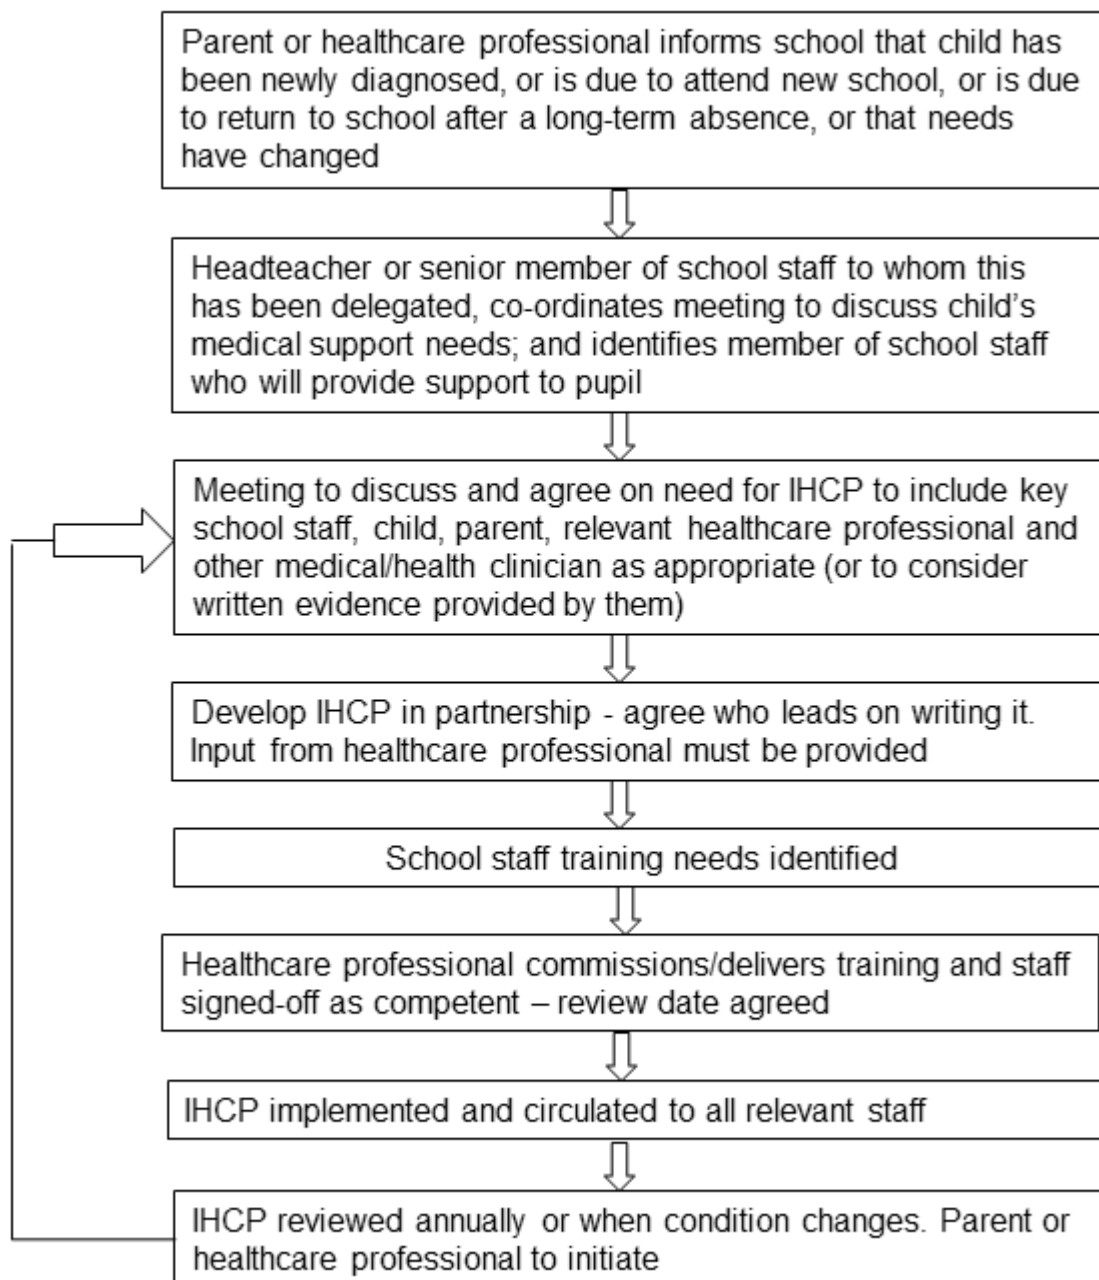 Parent or healthcare professional informs school that child has
been newly diagnosed, or is due to attend new school, or is due
to return to school after a long-term absence, or that needs
have changed
Headteacher or senior member of school staff to whom this
has been delegated, co-ordinates meeting to discuss child’s
medical support needs; and identifies member of school staff
who will provide support to pupil
Meeting to discuss and agree on need for IHCP to include key
school staff, child, parent, relevant healthcare professional and
other medical/health clinician as appropriate (or to consider
written evidence provided by them)
Develop IHCP in partnership - agree who leads on writing it.
Input from healthcare professional must be provided
School staff training needs identified
Healthcare professional commissions/delivers training and staff
signed-off as competent – review date agreed
IHCP implemented and circulated to all relevant staff
IHCP reviewed annually or when condition changes. Parent or
healthcare professional to initiate